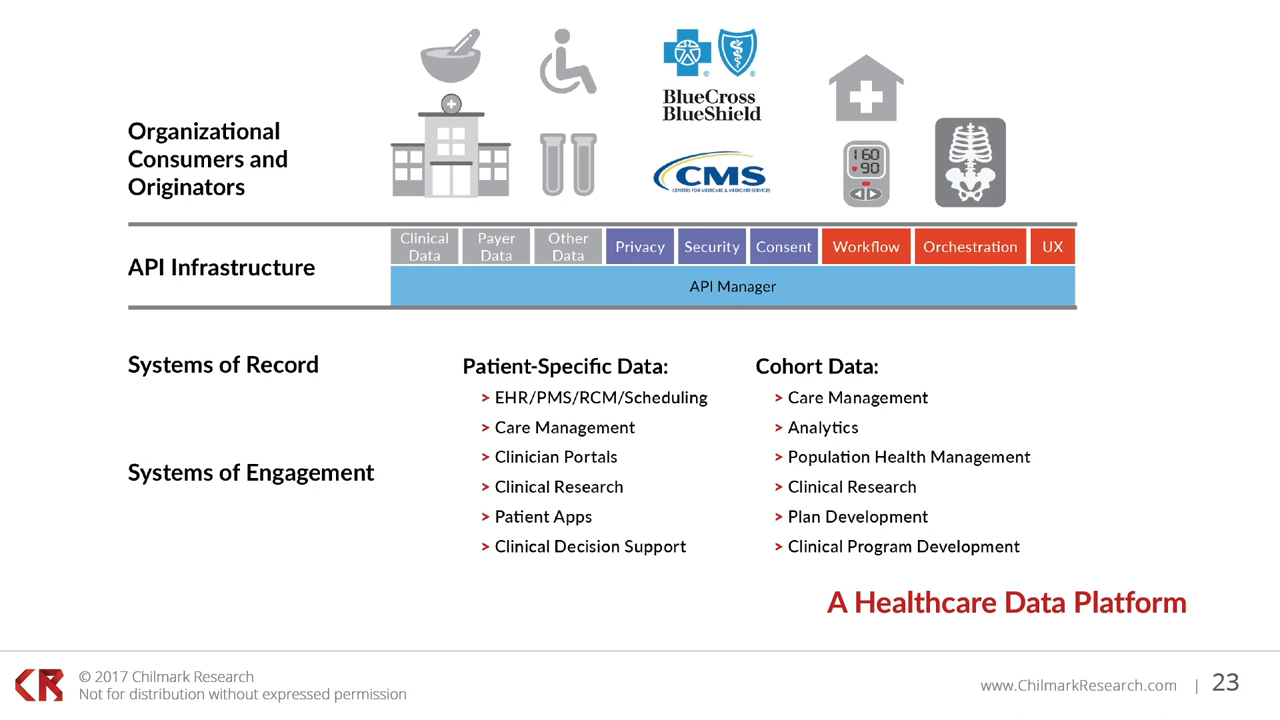 BlueCross
BlueShield
Organizational
Consumers and
Originators
CMS
CENTERS FOR MEDICARE & MEDICAID SERVICES
160
90
API Infrastructure
Clinical
Data
Payer
Data
Other
Data
Privacy
Security
Consent
Workflow
Orchestration
UX
API Manager
Systems of Record
Systems of Engagement
Patient-Specific Data:
> EHR/PMS/RCM/Scheduling
> Care Management
> Clinician Portals
> Clinical Research
> Patient Apps
> Clinical Decision Support
Cohort Data:
> Care Management
> Analytics
> Population Health Management
> Clinical Research
> Plan Development
> Clinical Program Development
A Healthcare Data Platform
CR
© 2017 Chilmark Research
Not for distribution without expressed permission
www.ChilmarkResearch.com | 23